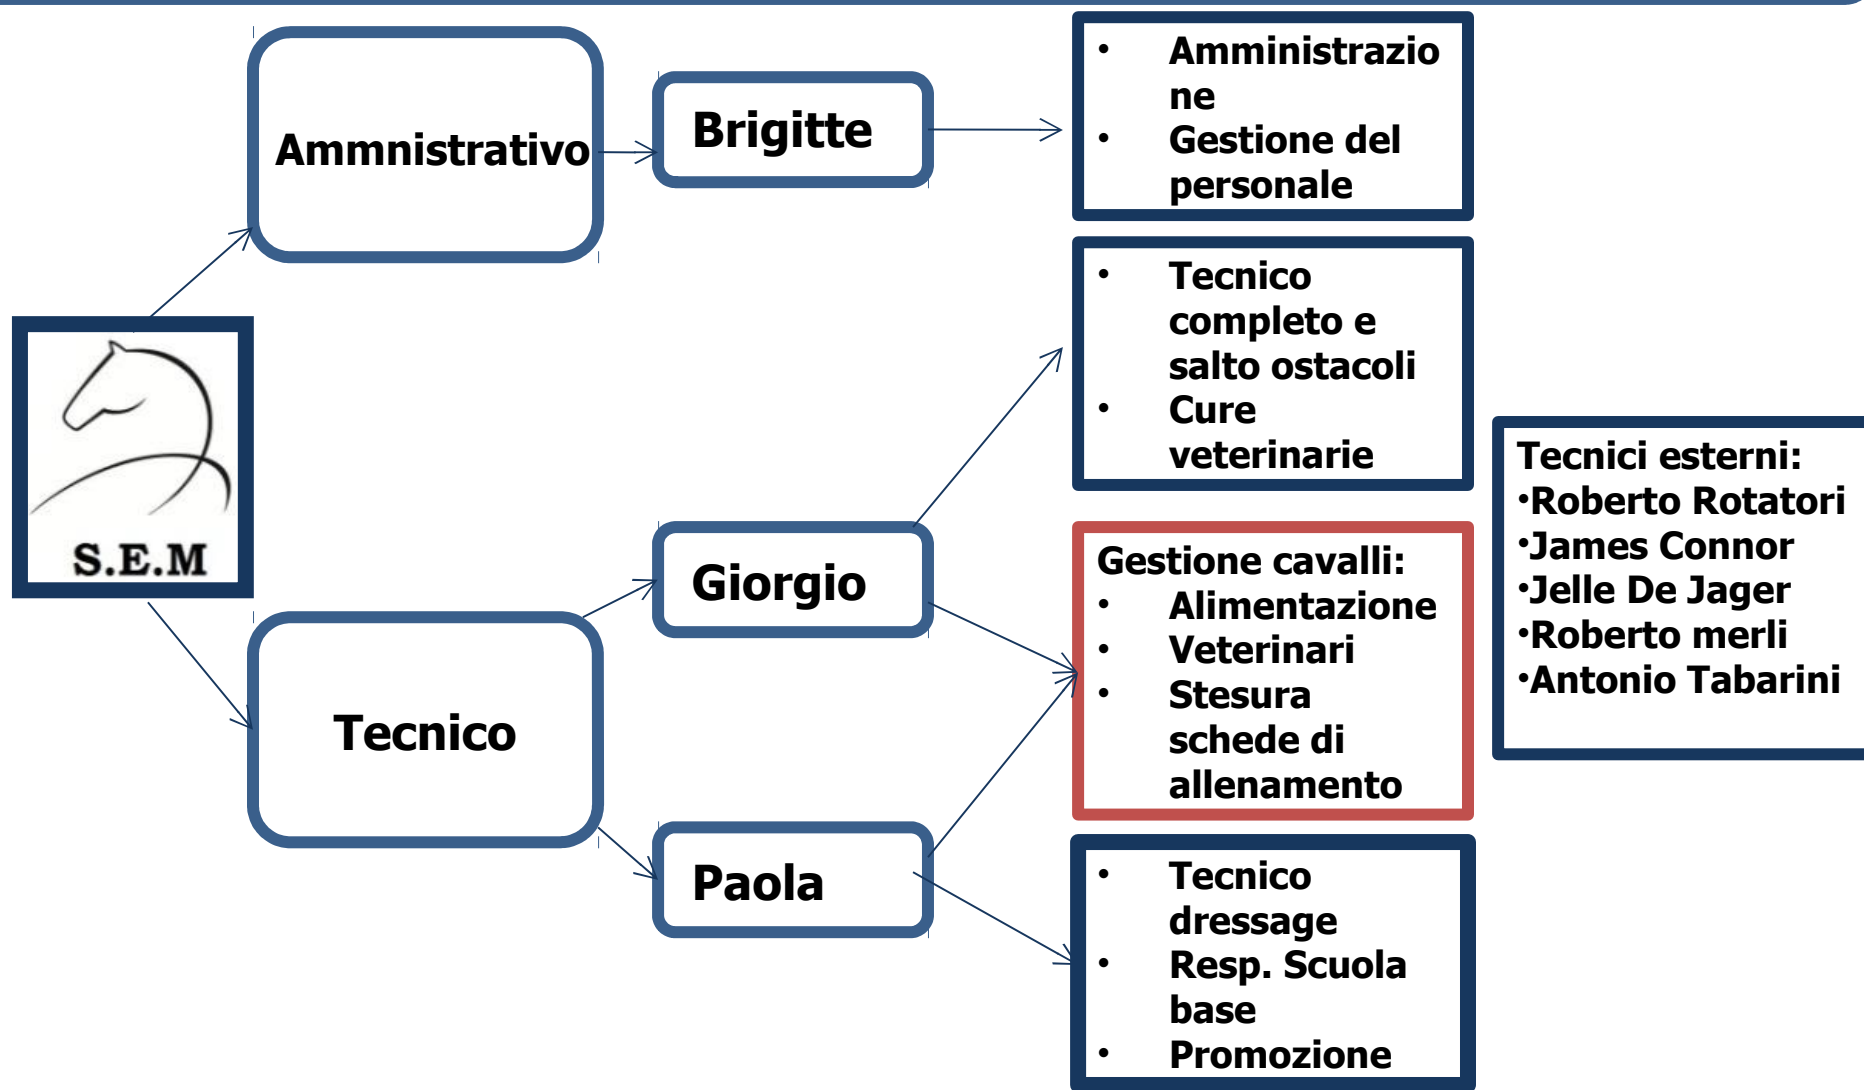 Ammnistrativo
Brigitte
• Amministrazio
ne
• Gestione del
personale
• Tecnico
completo e
salto ostacoli
• Cure
veterinarie
S.E.M
Tecnico
Giorgio
Paola
Gestione cavalli:
• Alimentazione
• Veterinari
• Stesura
schede di
allenamento
• Tecnico
dressage
• Resp. Scuola
base
• Promozione
Tecnici esterni:
•Roberto Rotatori
•James Connor
•Jelle De Jager
•Roberto merli
•Antonio Tabarini